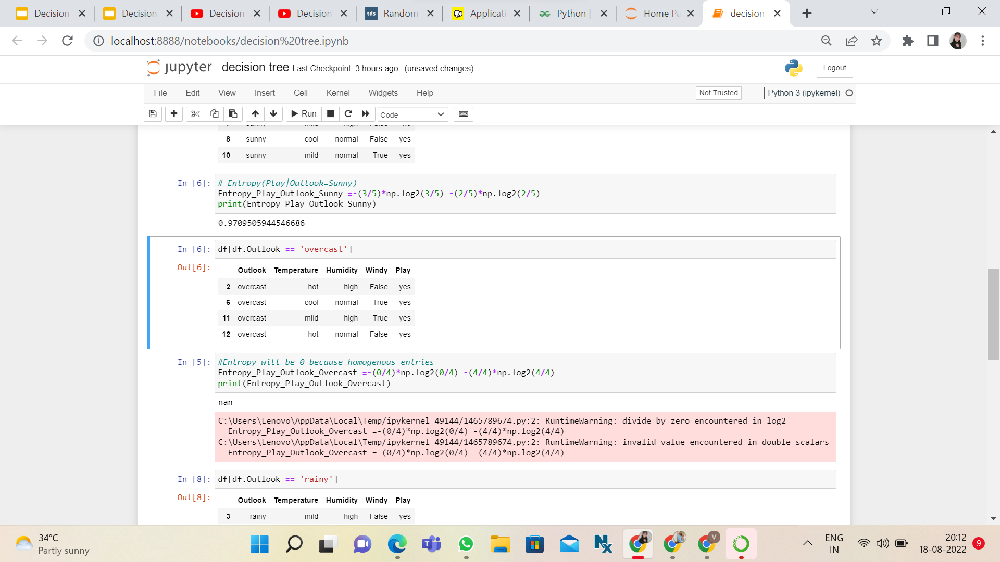 Decision
Decision
Decision
Decision
tds Random
Applicati
Python |
Home Pa
decision
localhost:8888/notebooks/decision%20tree.ipynb
jupyter decision tree Last Checkpoint: 3 hours ago (unsaved changes)
Logout
File Edit View Insert Cell Kernel Widgets Help
Not Trusted
Python 3 (ipykernel)
Run
Code
8 sunny cool normal False yes
10 sunny mild normal True yes
In [6]: # Entropy(Play|Outlook=Sunny)
Entropy_Play_Outlook_Sunny =-(3/5)*np.log2(3/5) -(2/5)*np.log2(2/5)
print(Entropy_Play_Outlook_Sunny)
0.9709505944546686
In [6]: df[df.Outlook == 'overcast']
Out[6]:
Outlook Temperature Humidity Windy Play
2 overcast hot high False yes
6 overcast cool normal True yes
11 overcast mild high True yes
12 overcast hot normal False yes
In [5]: #Entropy will be 0 because homogenous entries
Entropy_Play_Outlook_Overcast =-(0/4)*np.log2(0/4) -(4/4)*np.log2(4/4)
print(Entropy_Play_Outlook_Overcast)
nan
C:\Users\Lenovo\AppData\Local\Temp/ipykernel_49144/1465789674.py:2: RuntimeWarning: divide by zero encountered in log2
Entropy_Play_Outlook_Overcast =-(0/4)*np.log2(0/4) -(4/4)*np.log2(4/4)
C:\Users\Lenovo\AppData\Local\Temp/ipykernel_49144/1465789674.py:2: RuntimeWarning: invalid value encountered in double_scalars
Entropy_Play_Outlook_Overcast =-(0/4)*np.log2(0/4) -(4/4)*np.log2(4/4)
In [8]: df[df.Outlook == 'rainy']
Out[8]:
Outlook Temperature Humidity Windy Play
3 rainy mild high False yes
34°C
Partly sunny
ENG
IN
20:12
18-08-2022
9